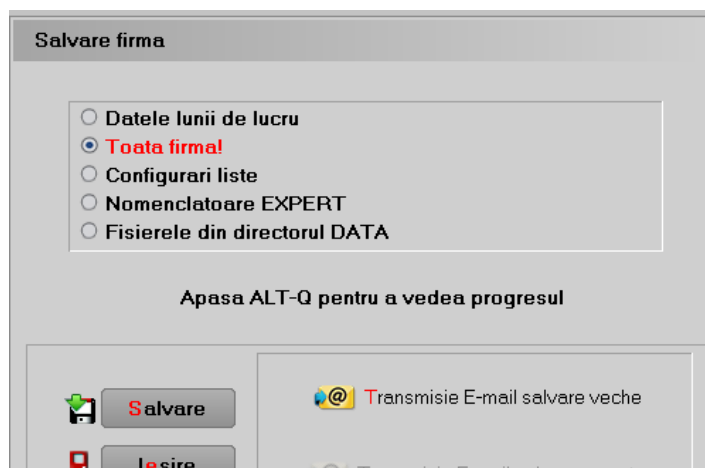 Salvare firma
Datele lunii de lucru
Toata firma!
Configurari liste
Nomenclatoare EXPERT
Fisierele din directorul DATA
Apasa ALT-Q pentru a vedea progresul
Transmisie E-mail salvare veche
Salvare
Iesire